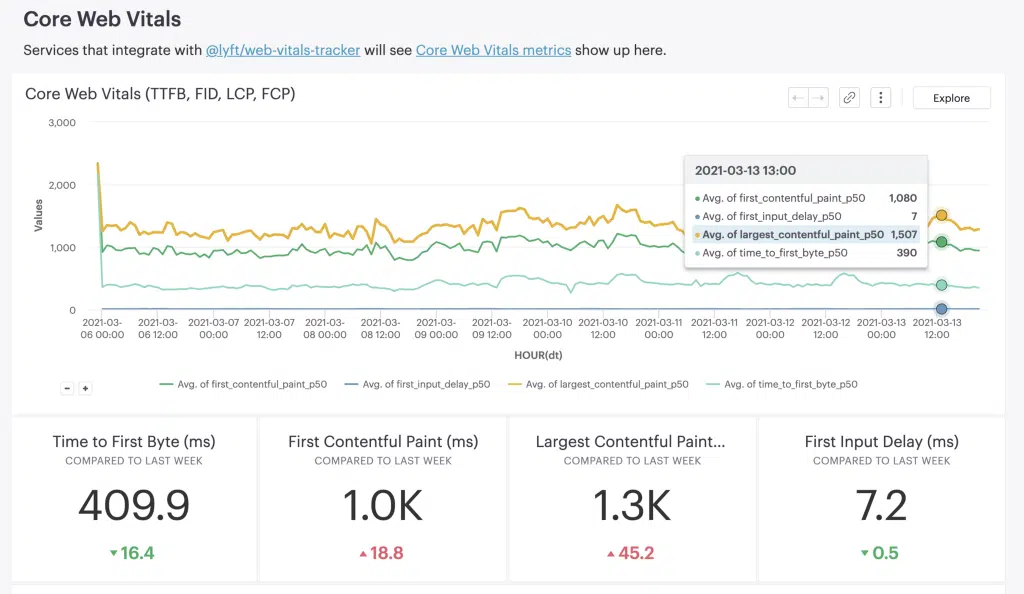 Core Web Vitals
Services that integrate with @lyft/web-vitals-tracker will see Core Web Vitals metrics show up here.
Core Web Vitals (TTFB, FID, LCP, FCP)
Explore
3,000
2,000
1,000
0
Values
2021-03-13 13:00
Avg. of first_contentful_paint_p50 1,080
Avg. of first_input_delay_p50 7
Avg. of largest_contentful_paint_p50 1,507
Avg. of time_to_first_byte_p50 390
2021-03- 2021-03- 2021-03-07 2021-03-07 2021-03- 2021-03- 2021-03- 2021-03- 2021-03-10 2021-03-10 2021-03-11 2021-03-11 2021-03-12 2021-03-12 2021-03-13 2021-03-13
06 00:00 06 12:00 00:00 12:00 08 00:00 08 12:00 09 00:00 09 12:00 00:00 12:00 00:00 12:00 00:00 12:00 00:00 12:00
HOUR(dt)
- +
Avg. of first_contentful_paint_p50 Avg. of first_input_delay_p50 Avg. of largest_contentful_paint_p50 Avg. of time_to_first_byte_p50
Time to First Byte (ms)
COMPARED TO LAST WEEK
409.9
▾16.4
First Contentful Paint (ms)
COMPARED TO LAST WEEK
1.0K
▴18.8
Largest Contentful Paint...
COMPARED TO LAST WEEK
1.3K
▴45.2
First Input Delay (ms)
COMPARED TO LAST WEEK
7.2
▾0.5